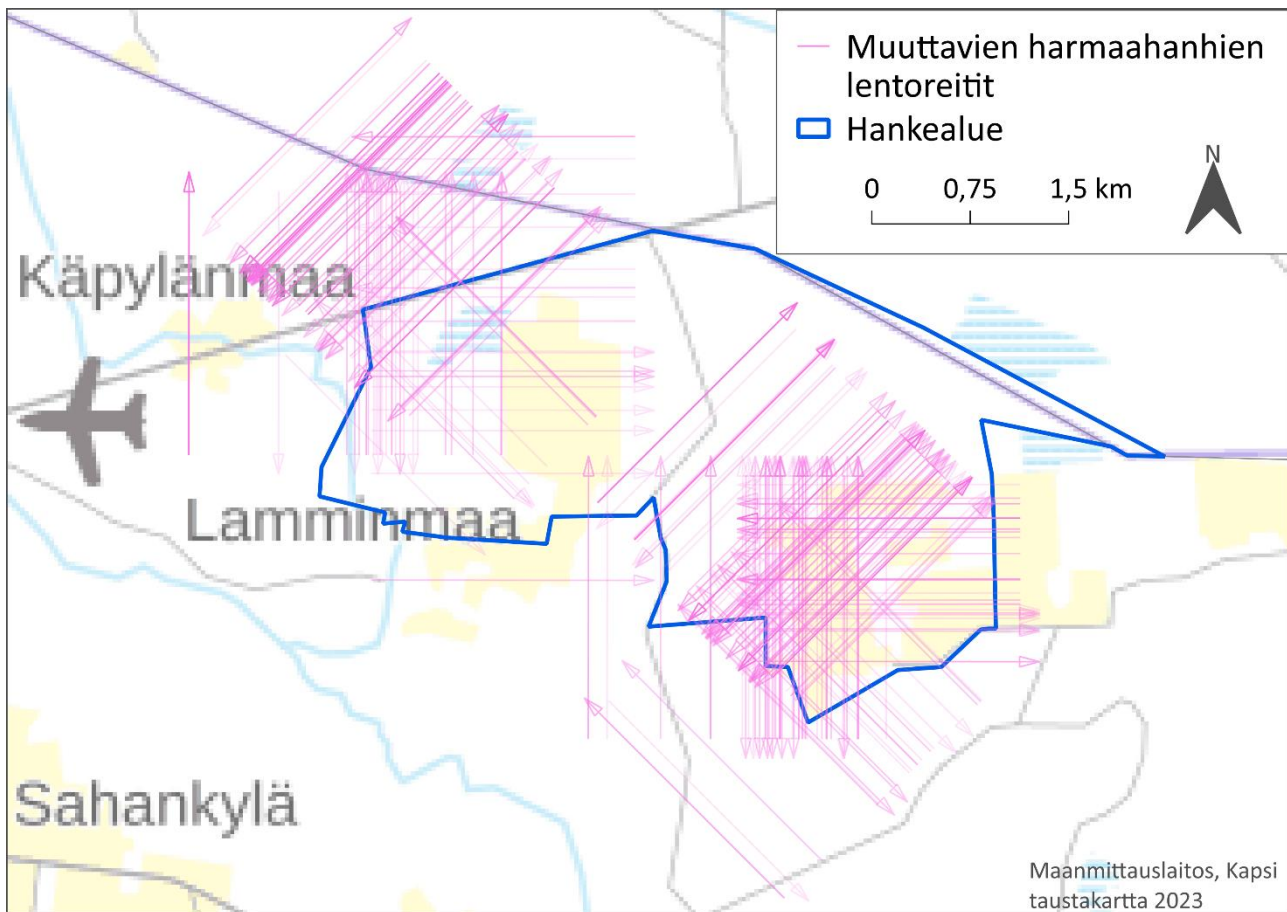 Muuttavien harmaahanhien
lentoreitit
Hankealue
N
0 0,75 1,5 km
Käpylänmaa
Lamminmaa
Sahankylä
Maanmittauslaitos, Kapsi
taustakartta 2023